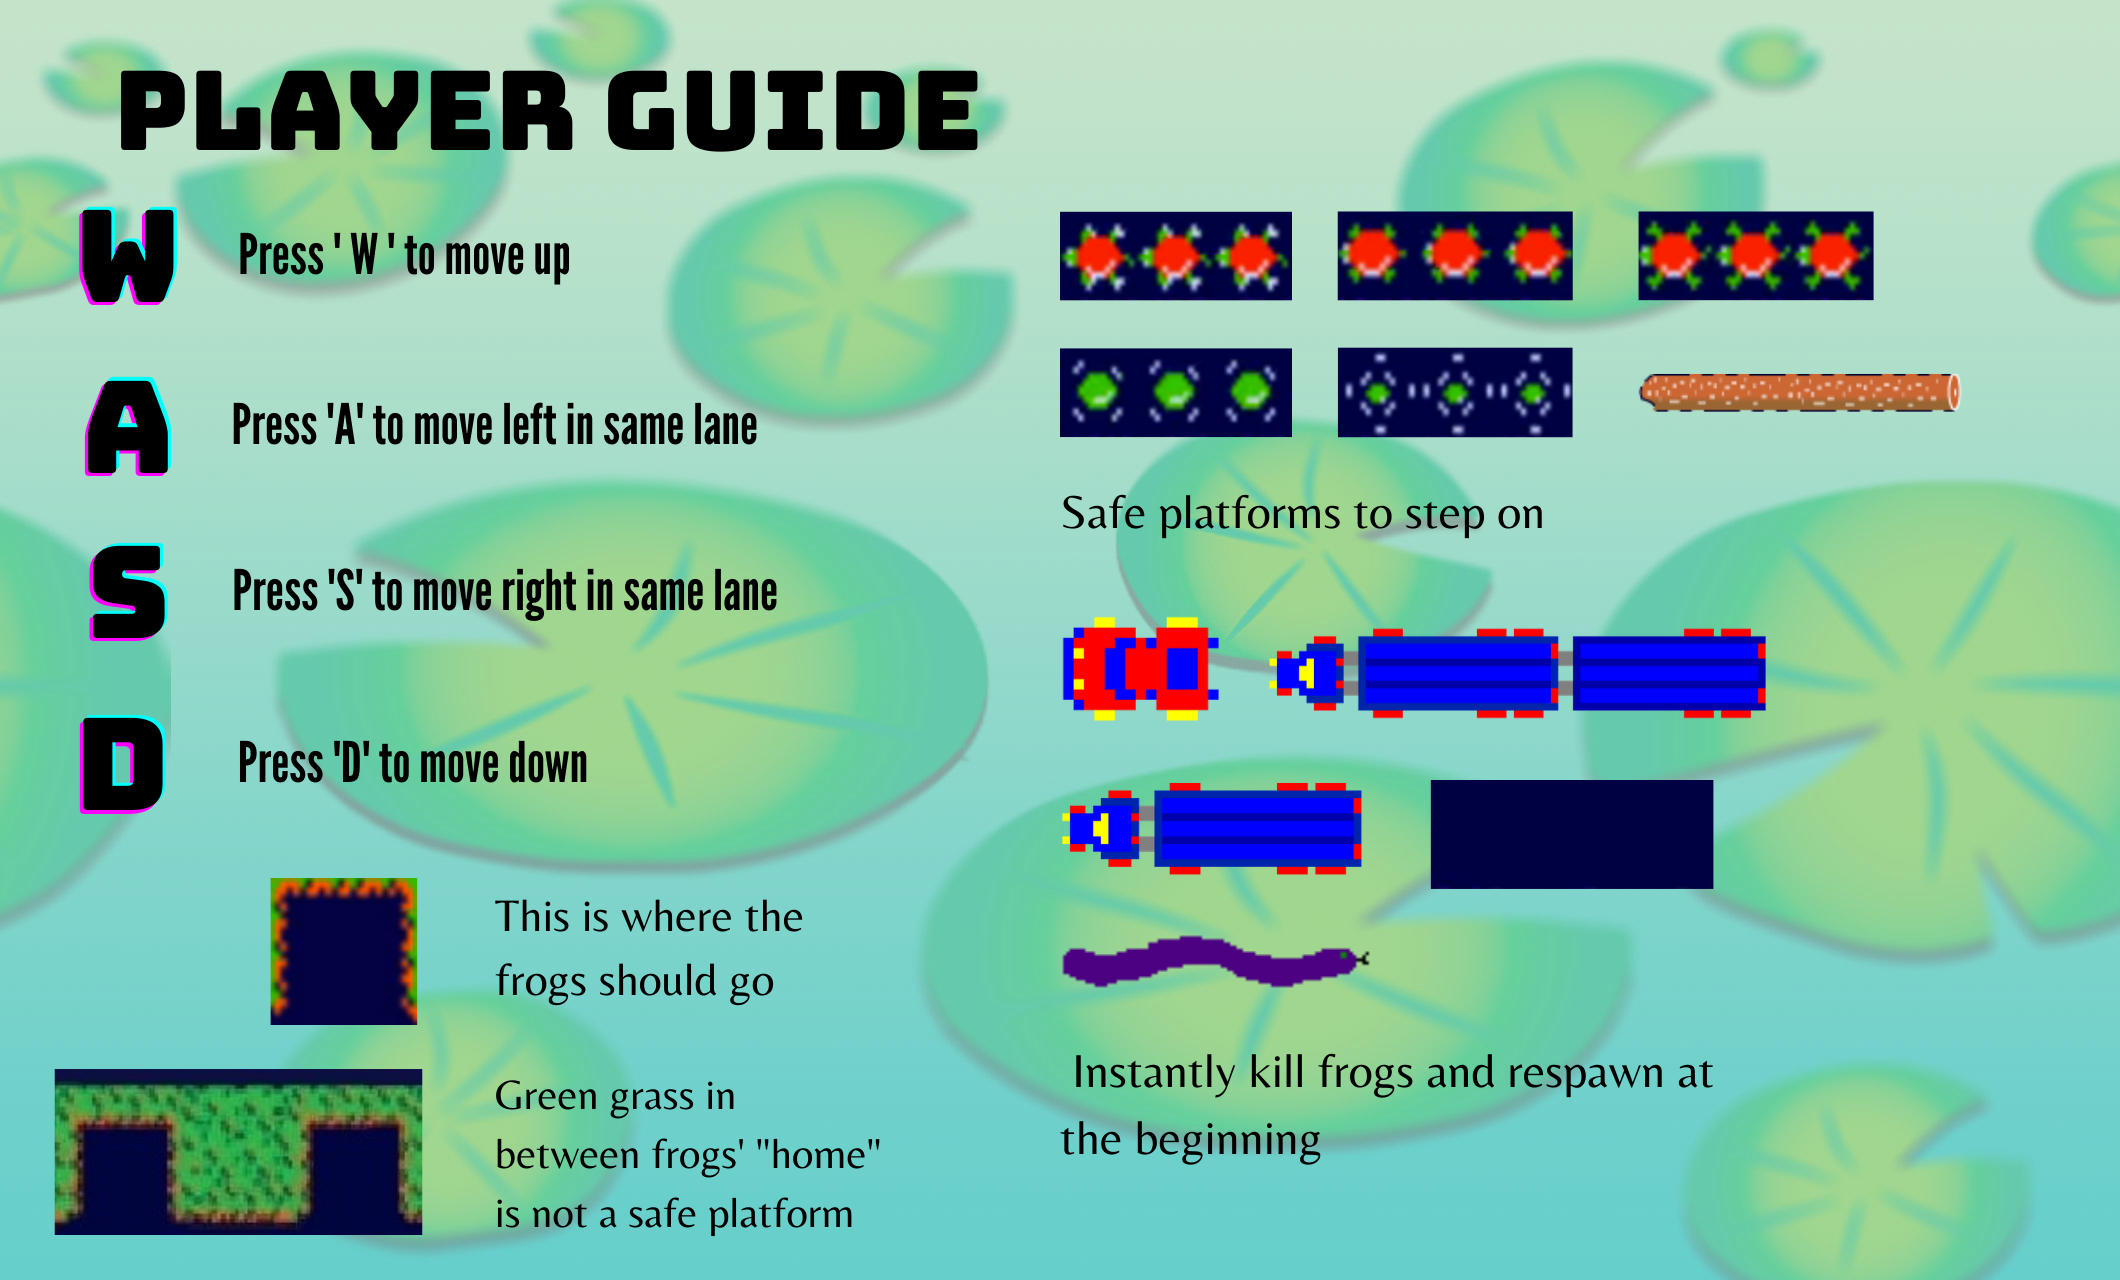 PLAYER GUIDE
W
Press ' W ' to move up
A
Press 'A' to move left in same lane
S
Press 'S' to move right in same lane
D
Press 'D' to move down
This is where the
frogs should go
Green grass in
between frogs' "home"
is not a safe platform
Safe platforms to step on
Instantly kill frogs and respawn at
the beginning